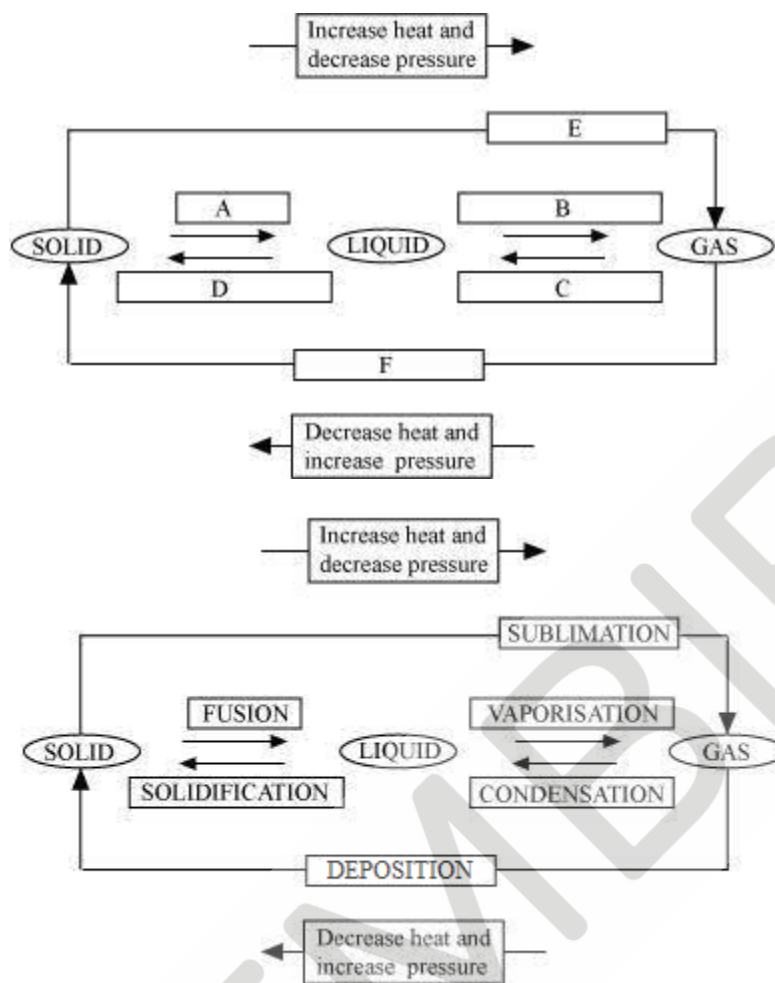 Increase heat and
decrease pressure
E
A
B
SOLID
LIQUID
GAS
D
C
F
Decrease heat and
increase pressure
Increase heat and
decrease pressure
SUBLIMATION
FUSION
VAPORISATION
SOLID
LIQUID
GAS
SOLIDIFICATION
CONDENSATION
DEPOSITION
Decrease heat and
increase pressure